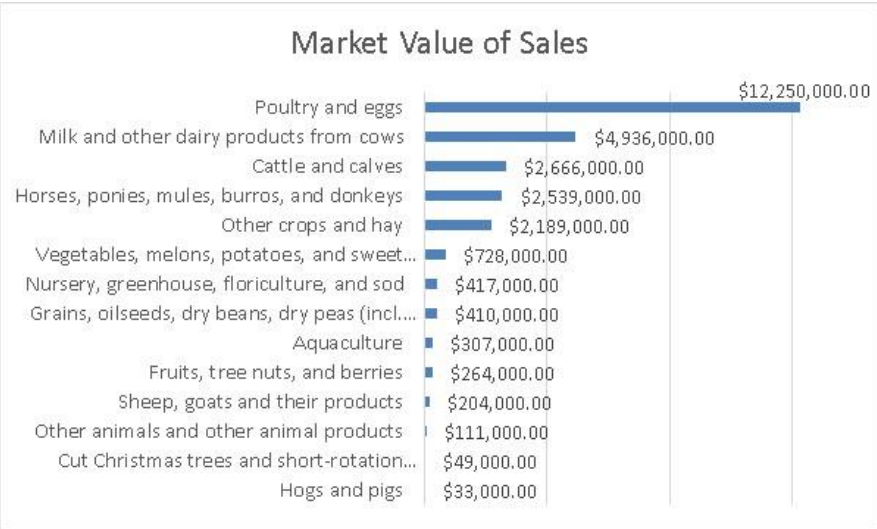 Market Value of Sales
Poultry and eggs $12,250,000.00
Milk and other dairy products from cows $4,936,000.00
Cattle and calves $2,666,000.00
Horses, ponies, mules, burros, and donkeys $2,539,000.00
Other crops and hay $2,189,000.00
Vegetables, melons, potatoes, and sweet... $728,000.00
Nursery, greenhouse, floriculture, and sod $417,000.00
Grains, oilseeds, dry beans, dry peas (incl.... $410,000.00
Aquaculture $307,000.00
Fruits, tree nuts, and berries $264,000.00
Sheep, goats and their products $204,000.00
Other animals and other animal products $111,000.00
Cut Christmas trees and short-rotation... $49,000.00
Hogs and pigs $33,000.00